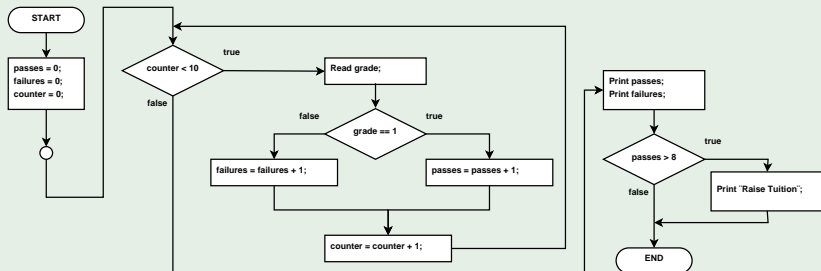 START
passes = 0;
failures = 0;
counter = 0;
counter < 10
true
false
Read grade;
grade == 1
false
true
failures = failures + 1;
passes = passes + 1;
counter = counter + 1;
Print passes;
Print failures;
passes > 8
true
false
Print "Raise Tuition";
END